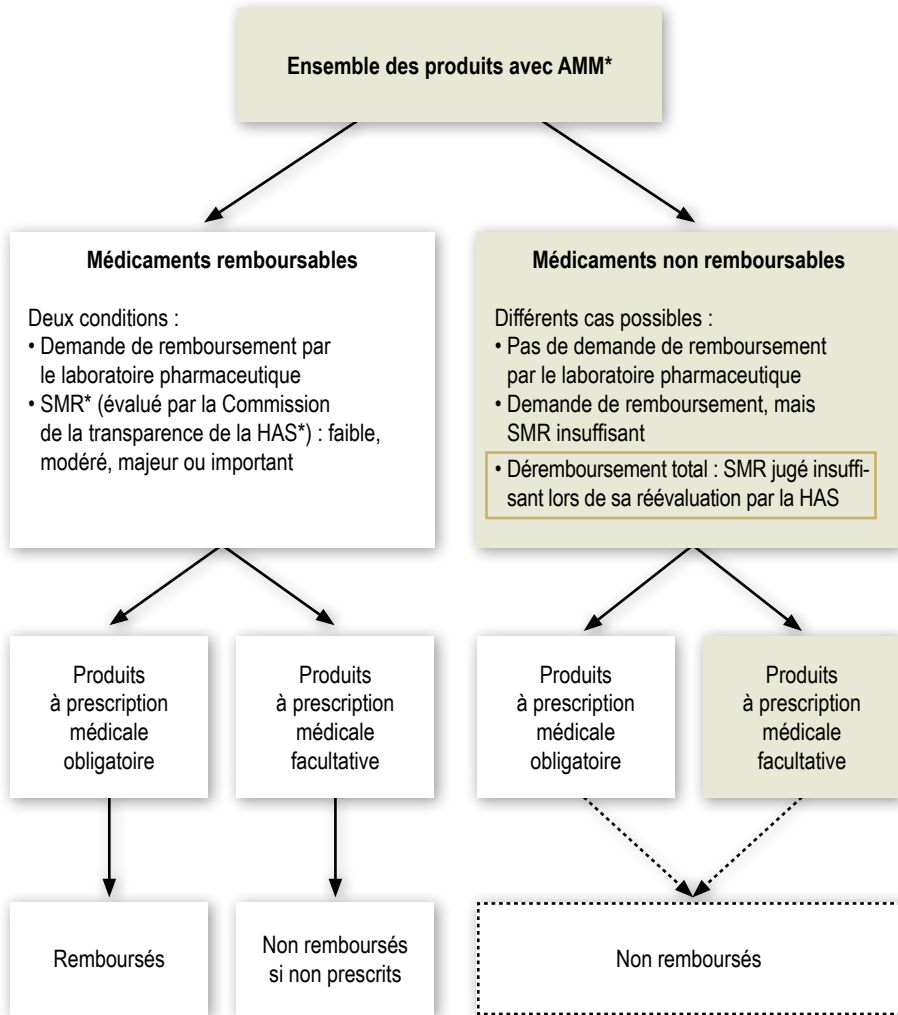 Ensemble des produits avec AMM*
Médicaments remboursables
Deux conditions :
• Demande de remboursement par
le laboratoire pharmaceutique
• SMR* (évalué par la Commission
de la transparence de la HAS*) : faible,
modéré, majeur ou important
Médicaments non remboursables
Différents cas possibles :
• Pas de demande de remboursement
par le laboratoire pharmaceutique
• Demande de remboursement, mais
SMR insuffisant
• Déremboursement total : SMR jugé insuffi-
sant lors de sa réévaluation par la HAS
Produits
à prescription
médicale
obligatoire
Produits
à prescription
médicale
facultative
Produits
à prescription
médicale
obligatoire
Produits
à prescription
médicale
facultative
Remboursés
Non remboursés
si non prescrits
Non remboursés